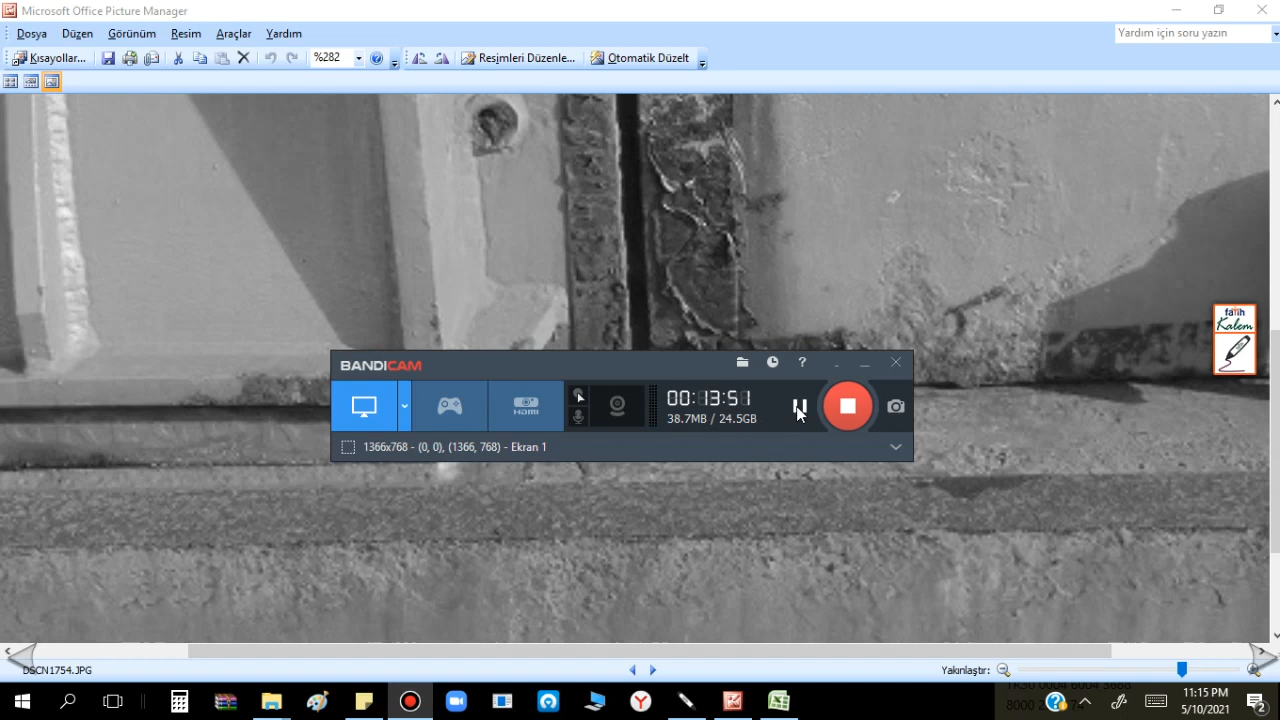 Microsoft Office Picture Manager
Dosya Düzen Görünüm Resim Araçlar Yardım
Yardım için soru yazın
Kısayollar... %282 Resimleri Düzenle... Otomatik Düzelt
fatih
Kalem
BANDICAM
HDMI
00:13:51
38.7MB / 24.5GB
1366x768 - (0, 0), (1366, 768) - Ekran 1
DSCN1754.JPG
Yakınlaştır:
11:15 PM
5/10/2021
2